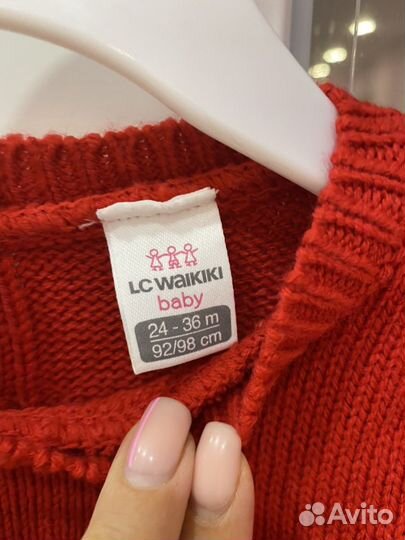 LC WAIKIKI
baby
24 - 36 m
92/98 cm
Avito